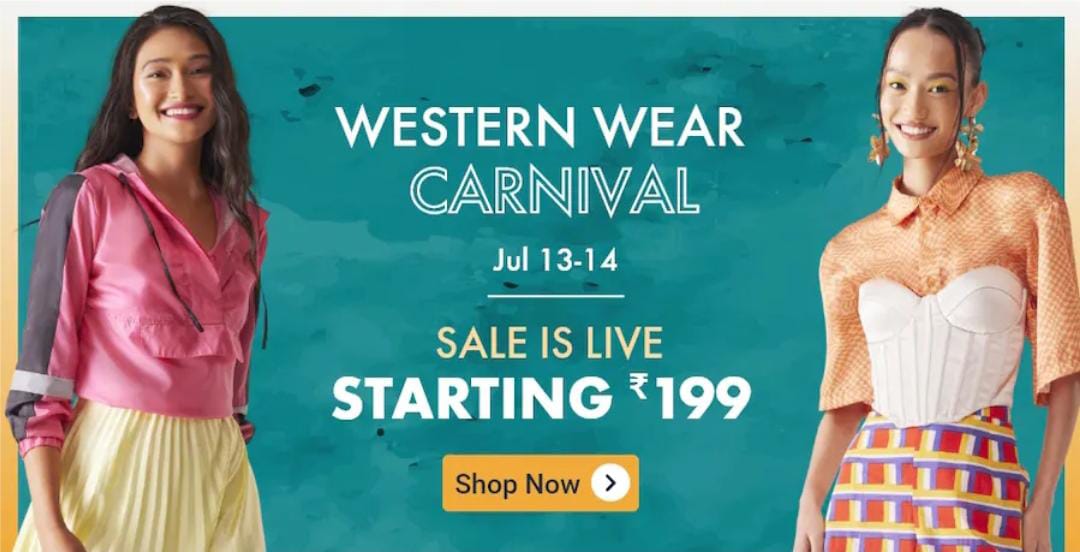 WESTERN WEAR
CARNIVAL
Jul 13-14
SALE IS LIVE
STARTING ₹199
Shop Now